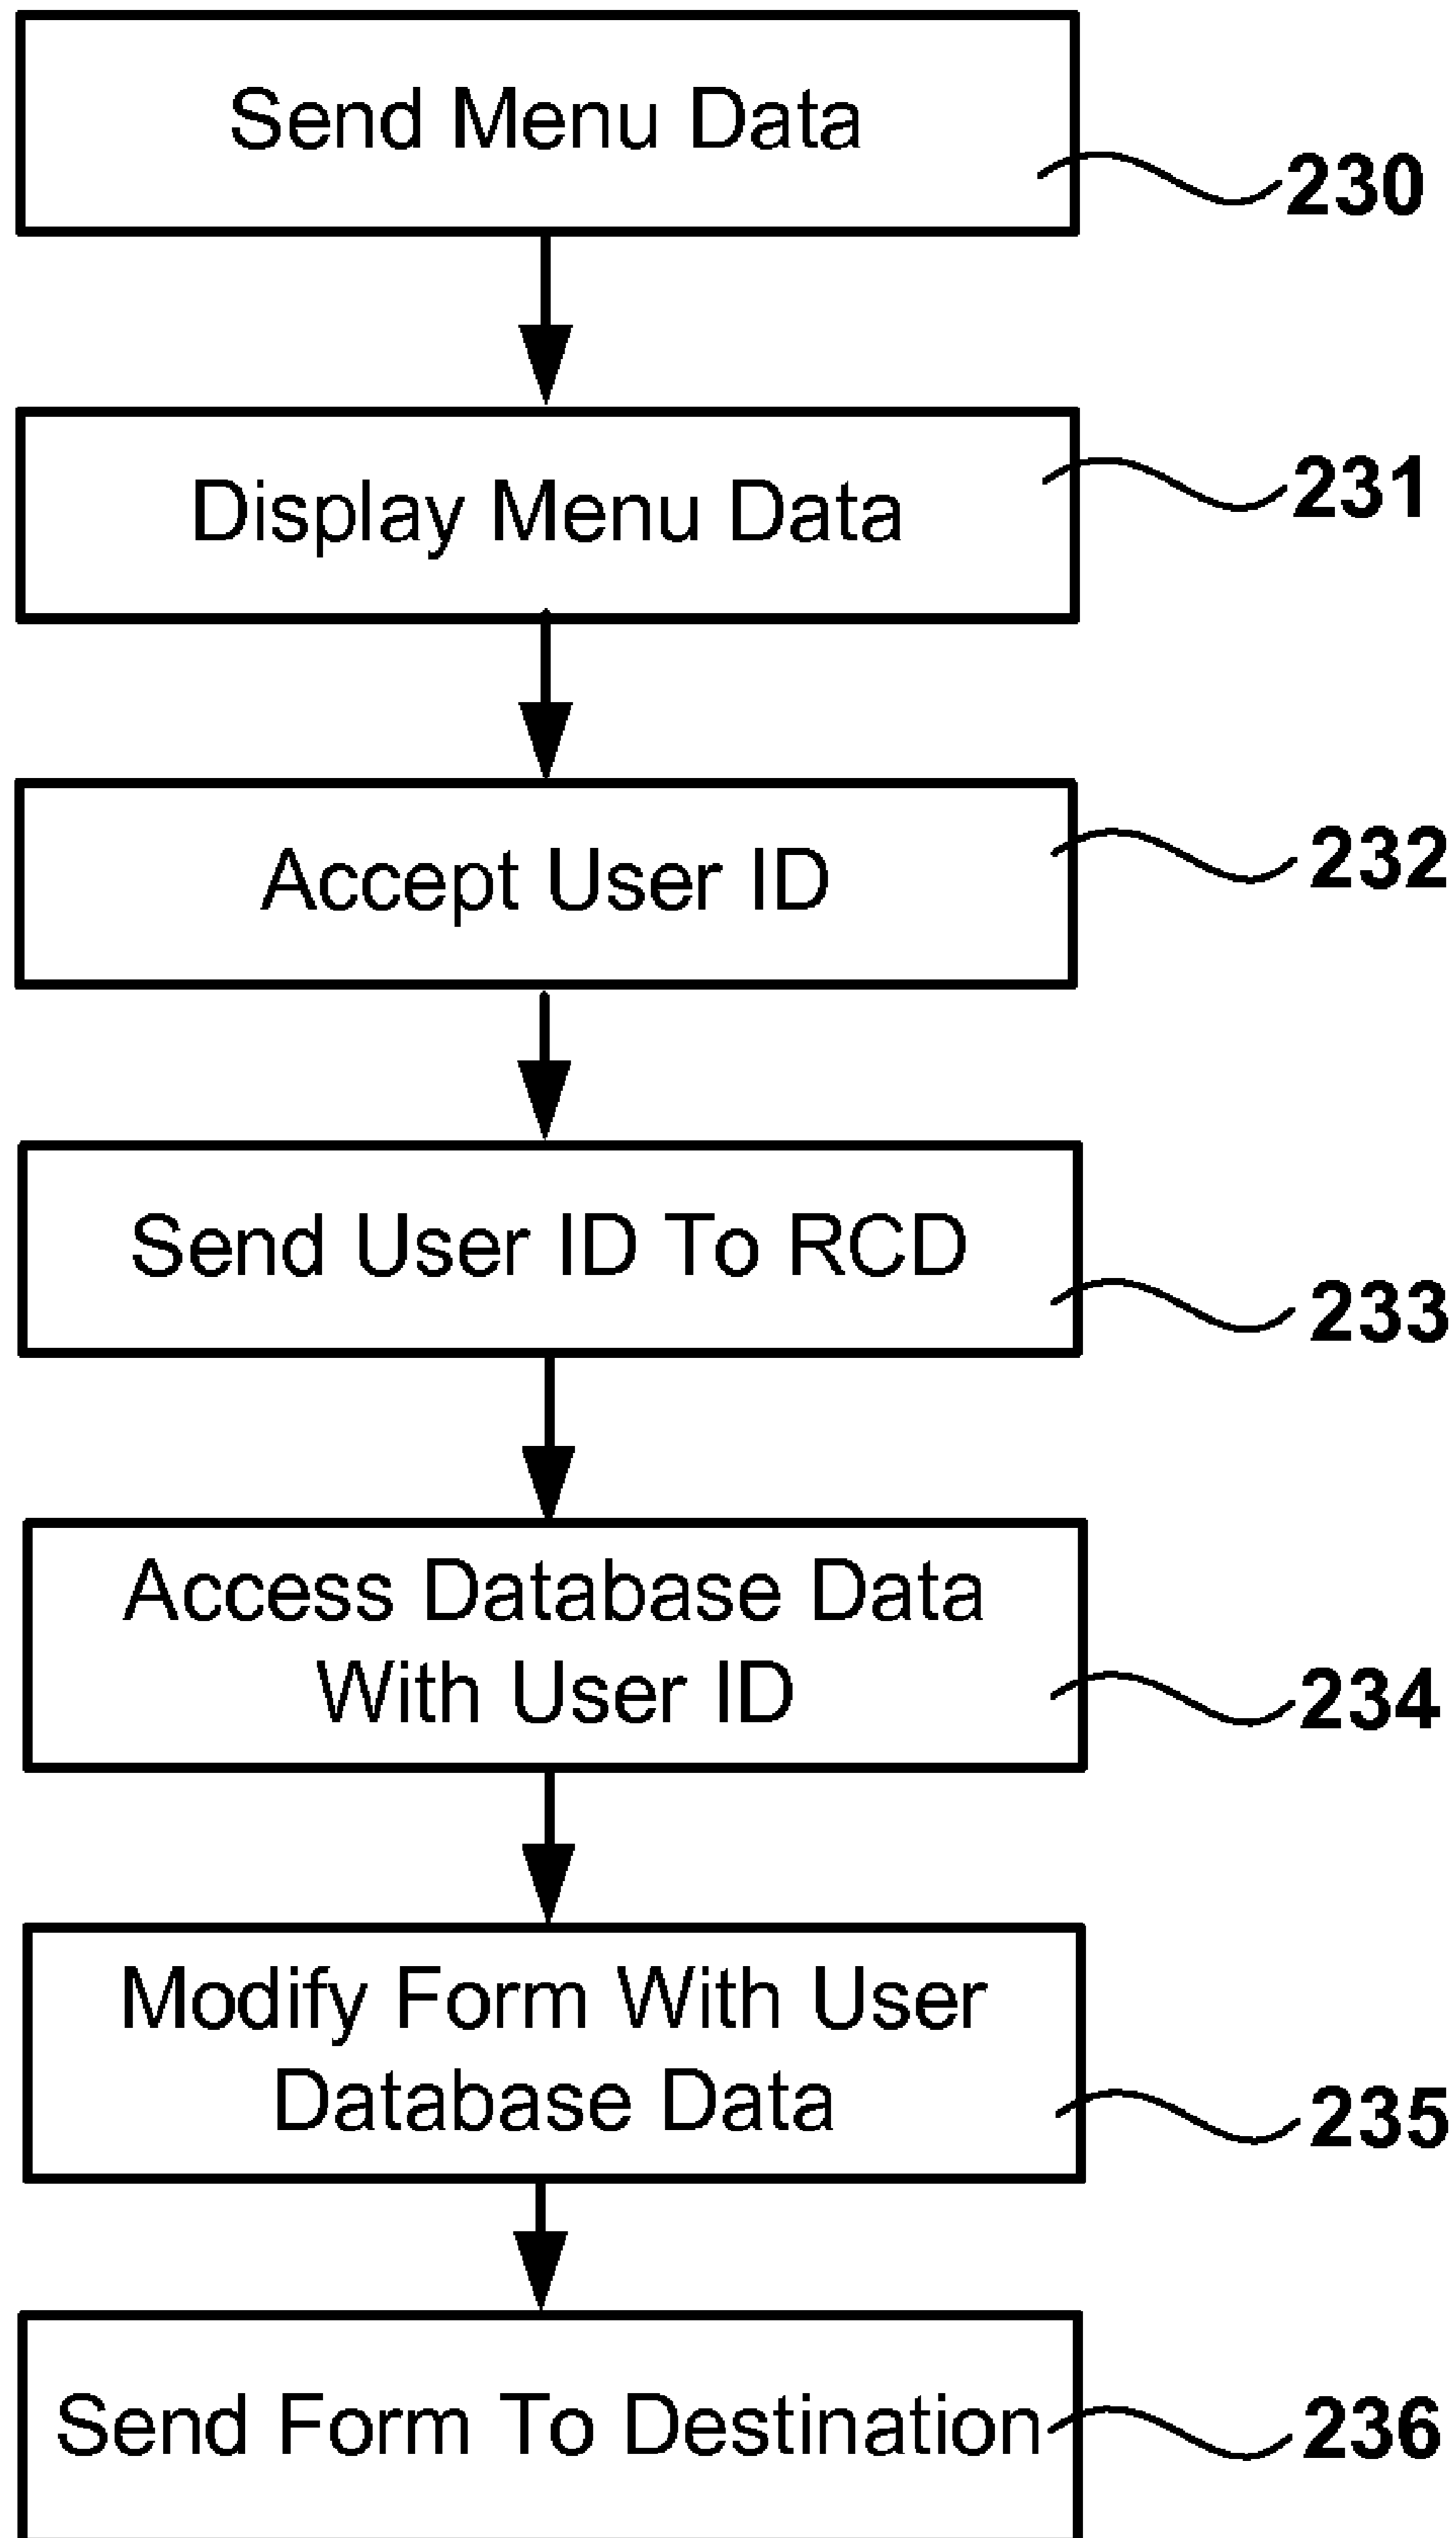 Send Menu Data
230
Display Menu Data
231
Accept User ID
232
Send User ID To RCD
233
Access Database Data
With User ID
234
Modify Form With User
Database Data
235
Send Form To Destination
236